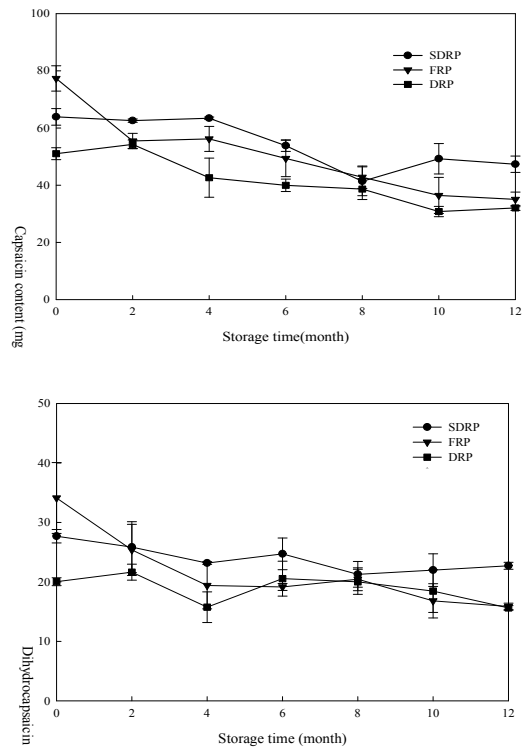 100
80
60
40
20
0
SDRP
FRP
DRP
Capsaicin content (mg
0 2 4 6 8 10 12
Storage time(month)
50
40
30
20
10
0
SDRP
FRP
DRP
Dihydrocapsaicin
0 2 4 6 8 10 12
Storage time (month)